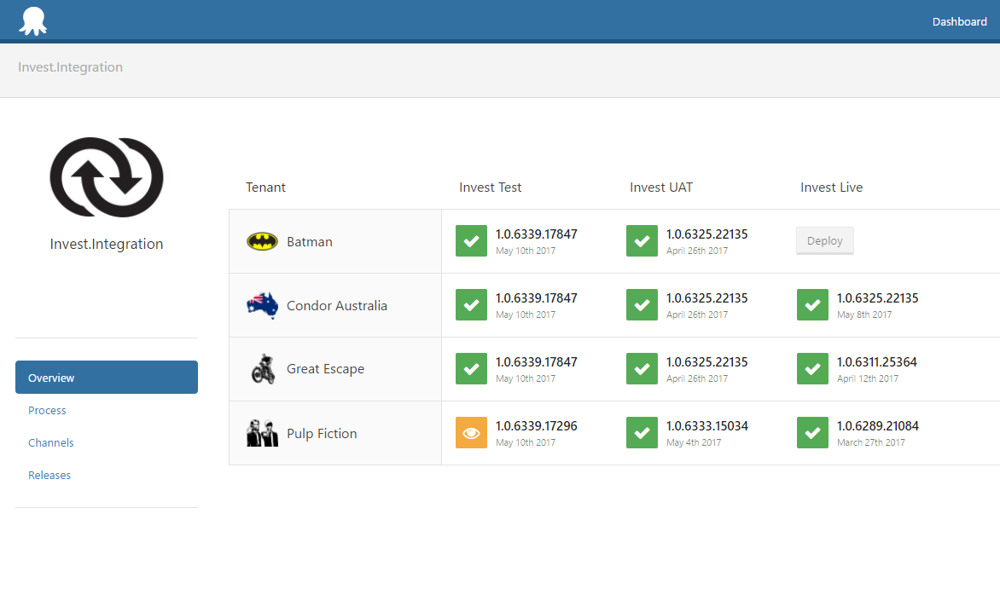 Dashboard
Invest.Integration
Invest.Integration
Overview
Process
Channels
Releases
Tenant Invest Test Invest UAT Invest Live
Batman 1.0.6339.17847 1.0.6325.22135 Deploy
May 10th 2017 April 26th 2017
Condor Australia 1.0.6339.17847 1.0.6325.22135 1.0.6325.22135
May 10th 2017 April 26th 2017 May 8th 2017
Great Escape 1.0.6339.17847 1.0.6325.22135 1.0.6311.25364
May 10th 2017 April 26th 2017 April 12th 2017
Pulp Fiction 1.0.6339.17296 1.0.6333.15034 1.0.6289.21084
May 10th 2017 May 4th 2017 March 27th 2017